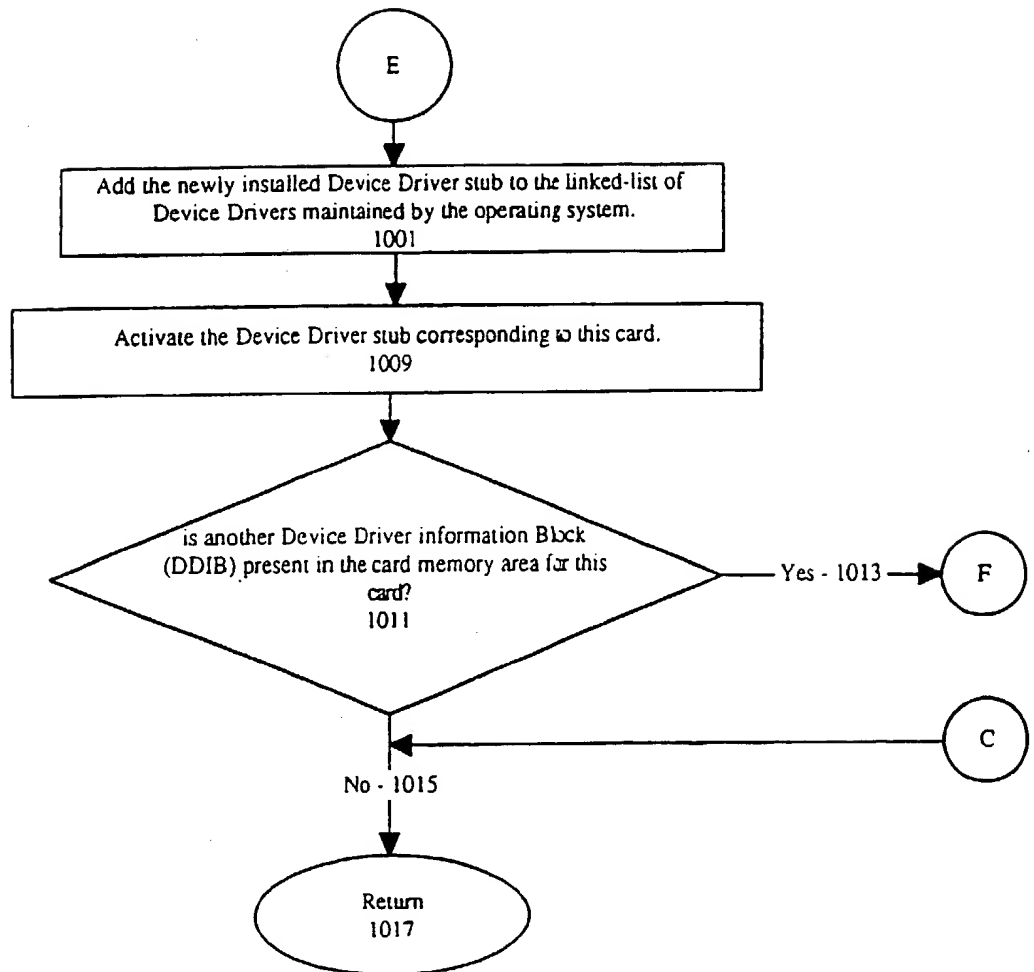 E
Add the newly installed Device Driver stub to the linked-list of
Device Drivers maintained by the operating system.
1001
Activate the Device Driver stub corresponding to this card.
1009
is another Device Driver information Block
(DDIB) present in the card memory area for this
card?
1011
Yes - 1013
F
C
No - 1015
Return
1017